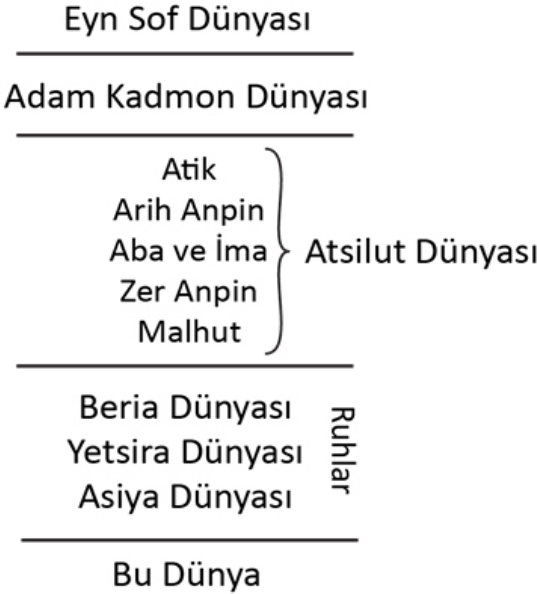 Eyn Sof Dünyası
Adam Kadmon Dünyası
Atik
Arih Anpin
Aba ve İma
Zer Anpin
Malhut
Atsilut Dünyası
Beria Dünyası
Yetsira Dünyası
Asiya Dünyası
Ruhlar
Bu Dünya